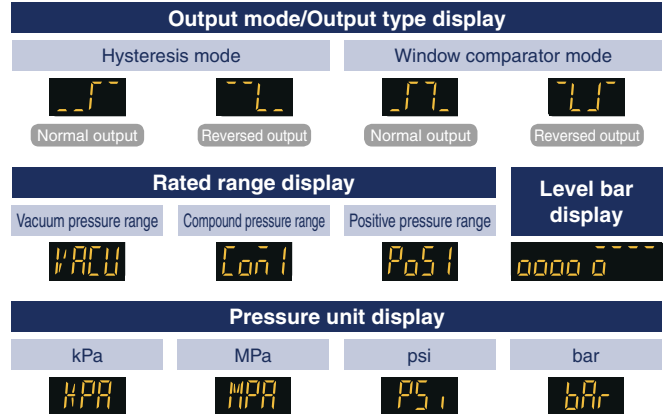 Output mode/Output type display
Hysteresis mode
Window comparator mode
Normal output
Reversed output
Normal output
Reversed output
Rated range display
Level bar display
Vacuum pressure range
Compound pressure range
Positive pressure range
VACU
Com1
PoS1
oooo o
Pressure unit display
kPa
MPa
psi
bar
KPA
MPA
PSi
bAr